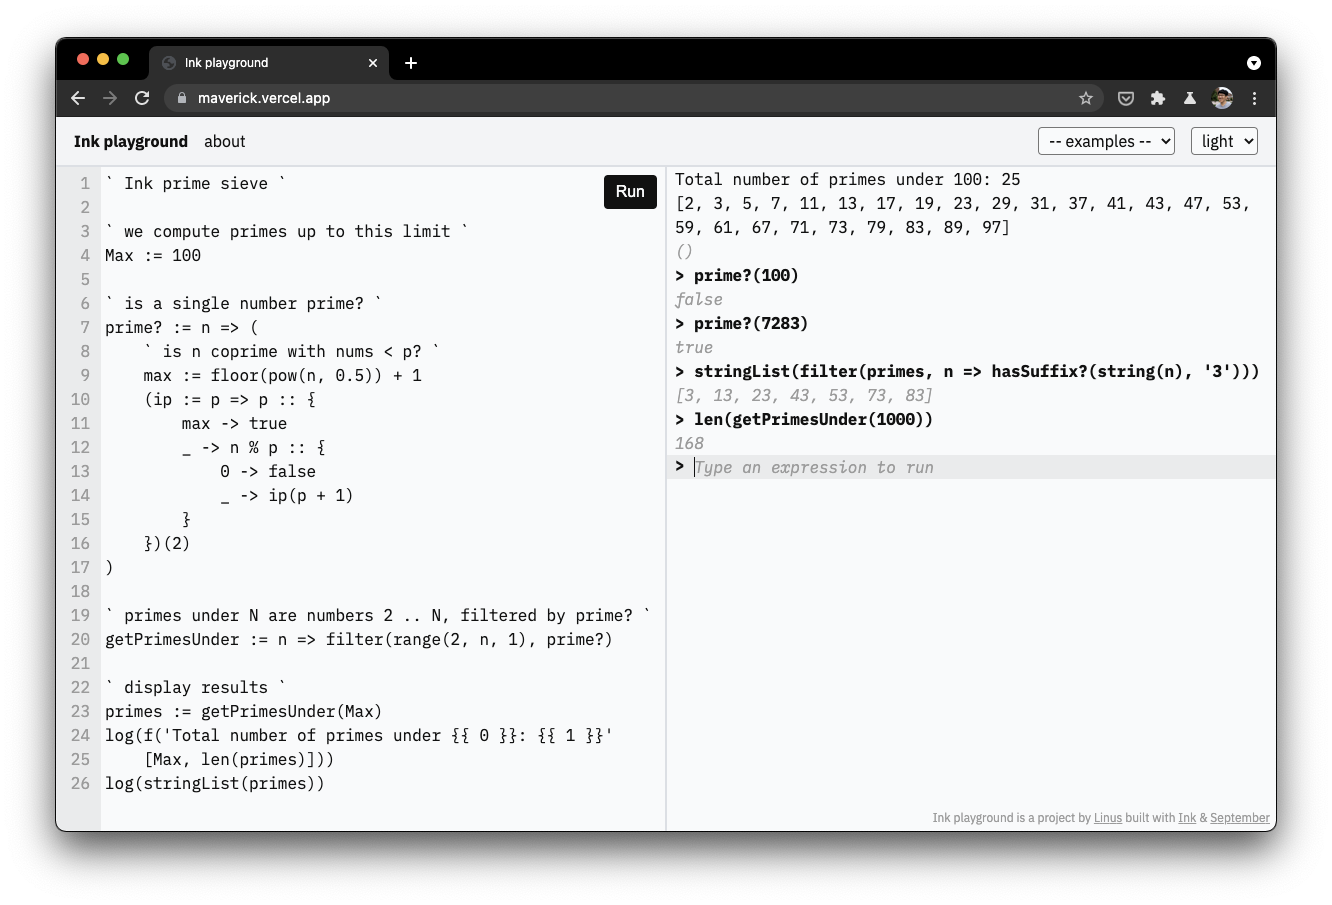 Ink playground
maverick.vercel.app
Ink playground about -- examples -- light
1 ` Ink prime sieve `
2
3 ` we compute primes up to this limit `
4 Max := 100
5
6 ` is a single number prime? `
7 prime? := n => (
8     ` is n coprime with nums < p? `
9     max := floor(pow(n, 0.5)) + 1
10     (ip := p => p :: {
11         max -> true
12         _ -> n % p :: {
13             0 -> false
14             _ -> ip(p + 1)
15         }
16     })(2)
17 )
18
19 ` primes under N are numbers 2 .. N, filtered by prime? `
20 getPrimesUnder := n => filter(range(2, n, 1), prime?)
21
22 ` display results `
23 primes := getPrimesUnder(Max)
24 log(f('Total number of primes under {{ 0 }}: {{ 1 }}'
25     [Max, len(primes)]))
26 log(stringList(primes))
Run
Total number of primes under 100: 25
[2, 3, 5, 7, 11, 13, 17, 19, 23, 29, 31, 37, 41, 43, 47, 53,
59, 61, 67, 71, 73, 79, 83, 89, 97]
()
> prime?(100)
false
> prime?(7283)
true
> stringList(filter(primes, n => hasSuffix?(string(n), '3')))
[3, 13, 23, 43, 53, 73, 83]
> len(getPrimesUnder(1000))
168
> Type an expression to run
Ink playground is a project by Linus built with Ink & September